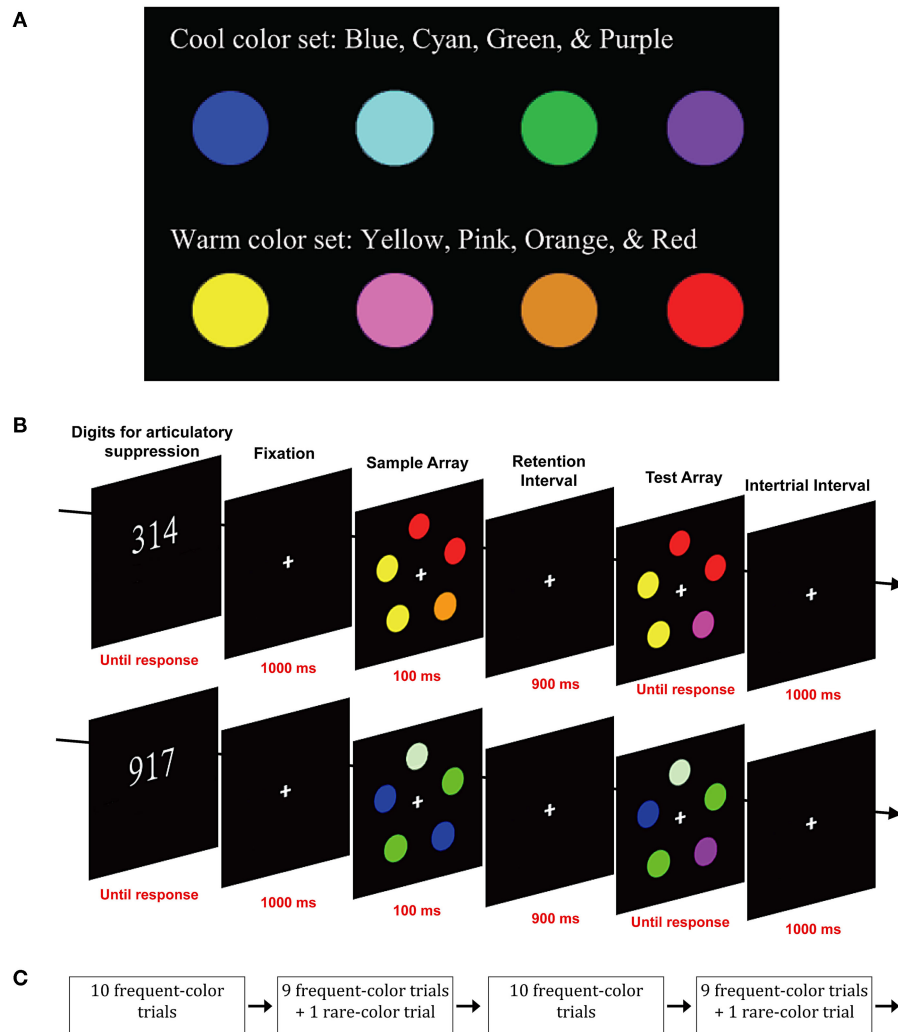 A
Cool color set: Blue, Cyan, Green, & Purple
Warm color set: Yellow, Pink, Orange, & Red
B
Digits for articulatory
suppression
Fixation
Sample Array
Retention
Interval
Test Array
Intertrial Interval
314
Until response
1000 ms
100 ms
900 ms
Until response
1000 ms
917
Until response
1000 ms
100 ms
900 ms
Until response
1000 ms
C
10 frequent-color
trials
9 frequent-color trials
+ 1 rare-color trial
10 frequent-color
trials
9 frequent-color trials
+ 1 rare-color trial